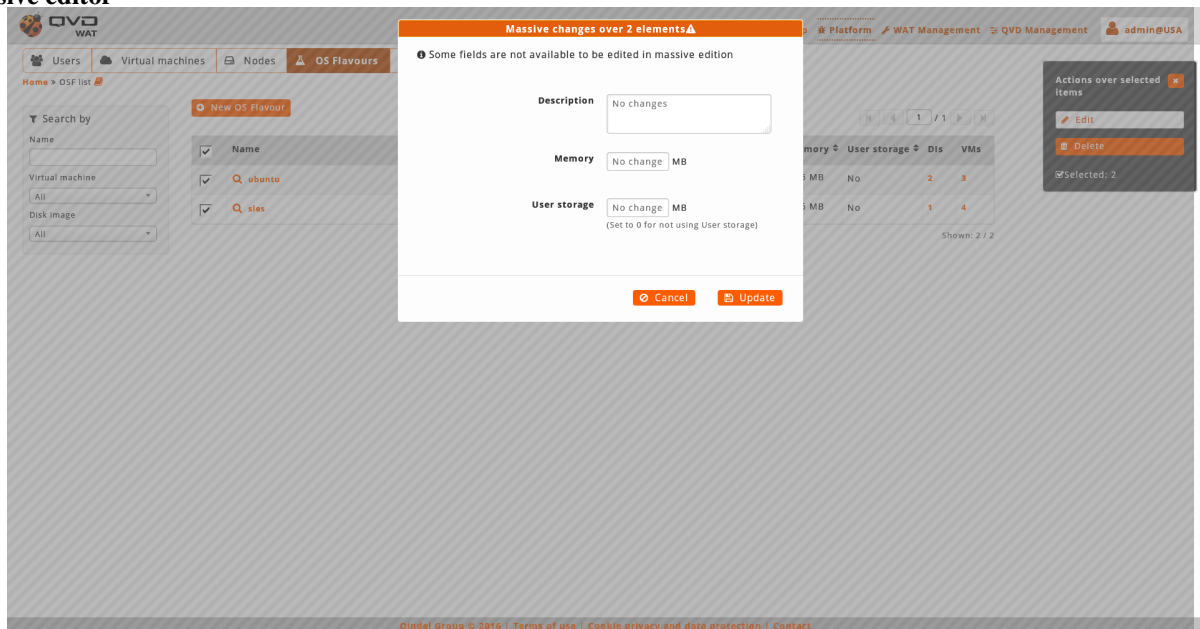 sive editor
QVD
WAT
Massive changes over 2 elements
Platform WAT Management QVD Management admin@USA
Users Virtual machines Nodes OS Flavours
Some fields are not available to be edited in massive edition
Home » OSF list
Actions over selected items
Edit
Delete
Selected: 2
Search by
Name
Virtual machine
All
Disk image
All
New OS Flavour
1 / 1
Name mory User storage DIs VMs
ubuntu MB No 2 3
sles MB No 1 4
Shown: 2 / 2
Description No changes
Memory No change MB
User storage No change MB
(Set to 0 for not using User storage)
Cancel Update
Qindel Group © 2016 | Terms of use | Cookie privacy and data protection | Contact